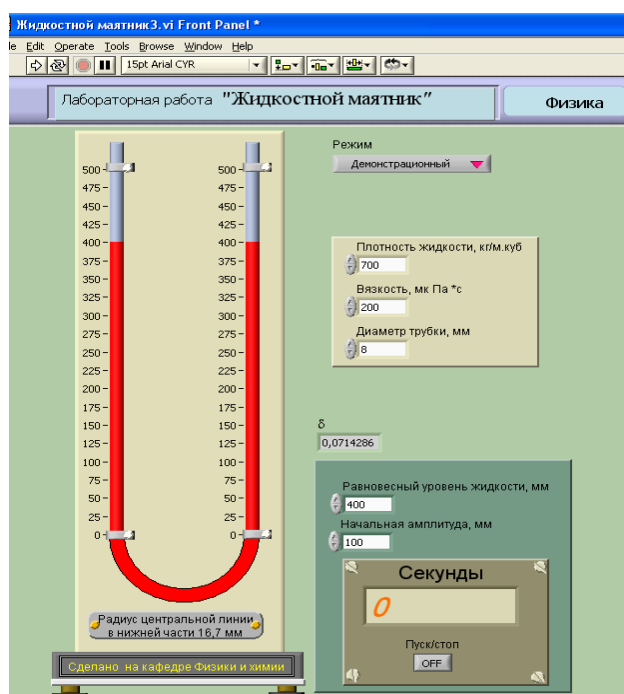 Жидкостной маятник3.vi Front Panel *
le Edit Operate Tools Browse Window Help
15pt Arial CYR
Лабораторная работа "Жидкостной маятник"
Физика
Режим
Демонстрационный
500 500
475 475
450 450
425 425
400 400
375 375
350 350
325 325
300 300
275 275
250 250
225 225
200 200
175 175
150 150
125 125
100 100
75 75
50 50
25 25
0 0
Радиус центральной линии
в нижней части 16,7 мм
Сделано на кафедре Физики и химии
Плотность жидкости, кг/м.куб
700
Вязкость, мк Па *с
200
Диаметр трубки, мм
8
δ
0,0714286
Равновесный уровень жидкости, мм
400
Начальная амплитуда, мм
100
Секунды
0
Пуск/стоп
OFF